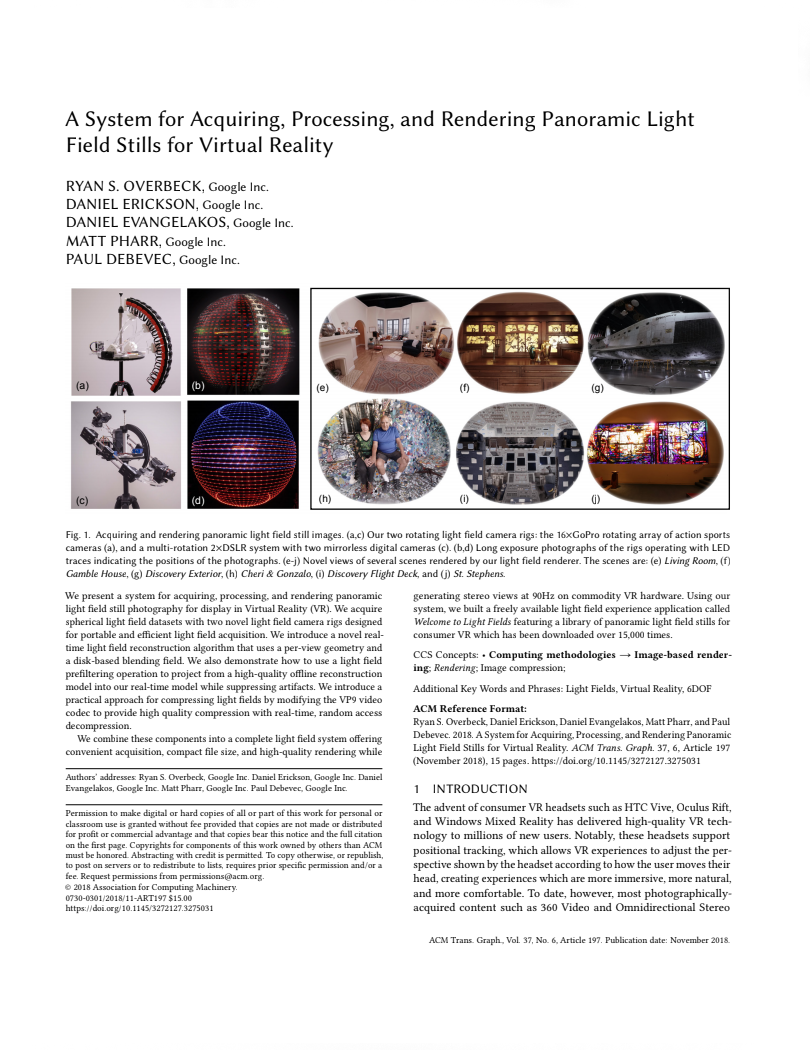 A System for Acquiring, Processing, and Rendering Panoramic Light
Field Stills for Virtual Reality
RYAN S. OVERBECK, Google Inc.
DANIEL ERICKSON, Google Inc.
DANIEL EVANGELAKOS, Google Inc.
MATT PHARR, Google Inc.
PAUL DEBEVEC, Google Inc.
(a)
(b)
(c)
(d)
(e)
(f)
(g)
(h)
(i)
(j)
Fig. 1. Acquiring and rendering panoramic light field still images. (a,c) Our two rotating light field camera rigs: the 16×GoPro rotating array of action sports
cameras (a), and a multi-rotation 2×DSLR system with two mirrorless digital cameras (c). (b,d) Long exposure photographs of the rigs operating with LED
traces indicating the positions of the photographs. (e-j) Novel views of several scenes rendered by our light field renderer. The scenes are: (e) Living Room, (f)
Gamble House, (g) Discovery Exterior, (h) Cheri & Gonzalo, (i) Discovery Flight Deck, and (j) St. Stephens.
We present a system for acquiring, processing, and rendering panoramic
light field still photography for display in Virtual Reality (VR). We acquire
spherical light field datasets with two novel light field camera rigs designed
for portable and efficient light field acquisition. We introduce a novel real-
time light field reconstruction algorithm that uses a per-view geometry and
a disk-based blending field. We also demonstrate how to use a light field
prefiltering operation to project from a high-quality offline reconstruction
model into our real-time model while suppressing artifacts. We introduce a
practical approach for compressing light fields by modifying the VP9 video
codec to provide high quality compression with real-time, random access
decompression.
We combine these components into a complete light field system offering
convenient acquisition, compact file size, and high-quality rendering while
Authors' addresses: Ryan S. Overbeck, Google Inc. Daniel Erickson, Google Inc. Daniel
Evangelakos, Google Inc. Matt Pharr, Google Inc. Paul Debevec, Google Inc.
Permission to make digital or hard copies of all or part of this work for personal or
classroom use is granted without fee provided that copies are not made or distributed
for profit or commercial advantage and that copies bear this notice and the full citation
on the first page. Copyrights for components of this work owned by others than ACM
must be honored. Abstracting with credit is permitted. To copy otherwise, or republish,
to post on servers or to redistribute to lists, requires prior specific permission and/or a
fee. Request permissions from permissions@acm.org.
© 2018 Association for Computing Machinery.
0730-0301/2018/11-ART197 $15.00
https://doi.org/10.1145/3272127.3275031
generating stereo views at 90Hz on commodity VR hardware. Using our
system, we built a freely available light field experience application called
Welcome to Light Fields featuring a library of panoramic light field stills for
consumer VR which has been downloaded over 15,000 times.
CCS Concepts: • Computing methodologies → Image-based render-
ing; Rendering; Image compression;
Additional Key Words and Phrases: Light Fields, Virtual Reality, 6DOF
ACM Reference Format:
Ryan S. Overbeck, Daniel Erickson, Daniel Evangelakos, Matt Pharr, and Paul
Debevec. 2018. A System for Acquiring, Processing, and Rendering Panoramic
Light Field Stills for Virtual Reality. ACM Trans. Graph. 37, 6, Article 197
(November 2018), 15 pages. https://doi.org/10.1145/3272127.3275031
1 INTRODUCTION
The advent of consumer VR headsets such as HTC Vive, Oculus Rift,
and Windows Mixed Reality has delivered high-quality VR tech-
nology to millions of new users. Notably, these headsets support
positional tracking, which allows VR experiences to adjust the per-
spective shown by the headset according to how the user moves their
head, creating experiences which are more immersive, more natural,
and more comfortable. To date, however, most photographically-
acquired content such as 360 Video and Omnidirectional Stereo
ACM Trans. Graph., Vol. 37, No. 6, Article 197. Publication date: November 2018.